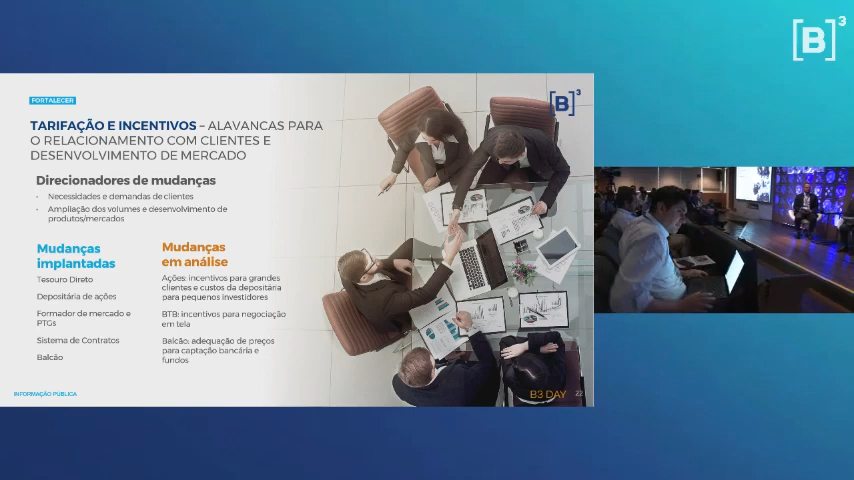 [B]³
FORTALECER
[B]³
TARIFAÇÃO E INCENTIVOS – ALAVANCAS PARA
O RELACIONAMENTO COM CLIENTES E
DESENVOLVIMENTO DE MERCADO
Direcionadores de mudanças
· Necessidades e demandas de clientes
· Ampliação dos volumes e desenvolvimento de
produtos/mercados
Mudanças
implantadas
Tesouro Direto
Depositária de ações
Formador de mercado e
PTGs
Sistema de Contratos
Balcão
Mudanças
em análise
Ações: incentivos para grandes
clientes e custos da depositária
para pequenos investidores
BTB: incentivos para negociação
em tela
Balcão: adequação de preços
para captação bancária e
fundos
INFORMAÇÃO PÚBLICA
B3 DAY 22